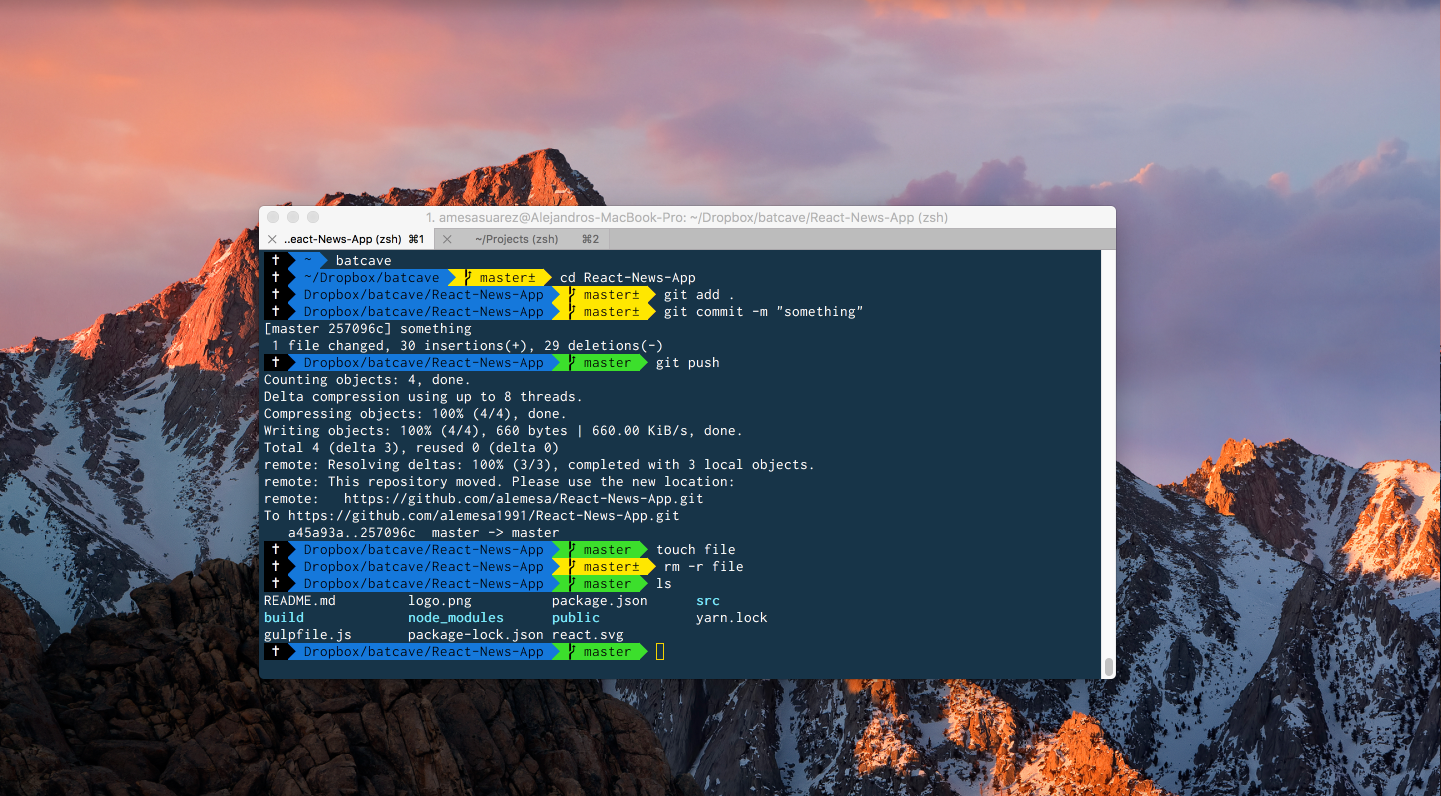 1. amesasuarez@Alejandros-MacBook-Pro: ~/Dropbox/batcave/React-News-App (zsh)
..eact-News-App (zsh) ⌘1 ~/Projects (zsh) ⌘2
† ~ batcave
† ~/Dropbox/batcave master± cd React-News-App
† Dropbox/batcave/React-News-App master± git add .
† Dropbox/batcave/React-News-App master± git commit -m "something"
[master 257096c] something
1 file changed, 30 insertions(+), 29 deletions(-)
† Dropbox/batcave/React-News-App master git push
Counting objects: 4, done.
Delta compression using up to 8 threads.
Compressing objects: 100% (4/4), done.
Writing objects: 100% (4/4), 660 bytes | 660.00 KiB/s, done.
Total 4 (delta 3), reused 0 (delta 0)
remote: Resolving deltas: 100% (3/3), completed with 3 local objects.
remote: This repository moved. Please use the new location:
remote:   https://github.com/alemesa/React-News-App.git
To https://github.com/alemesa1991/React-News-App.git
a45a93a..257096c  master -> master
† Dropbox/batcave/React-News-App master touch file
† Dropbox/batcave/React-News-App master± rm -r file
† Dropbox/batcave/React-News-App master ls
README.md logo.png package.json src
build node_modules public yarn.lock
gulpfile.js package-lock.json react.svg
† Dropbox/batcave/React-News-App master